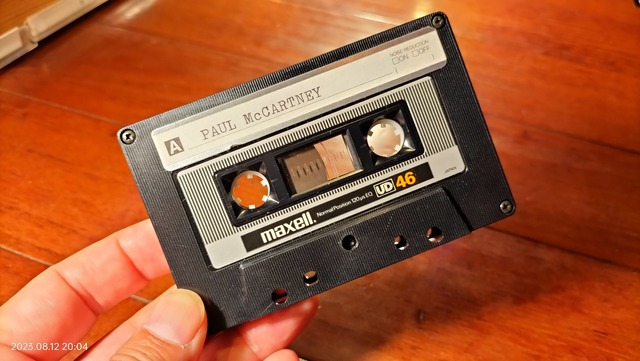 NOISE REDUCTION
☐ON ☐OFF
( )
A PAUL McCARTNEY
maxell. Normal Position 120μs EQ UD 46
JAPAN
2023.08.12 20:04